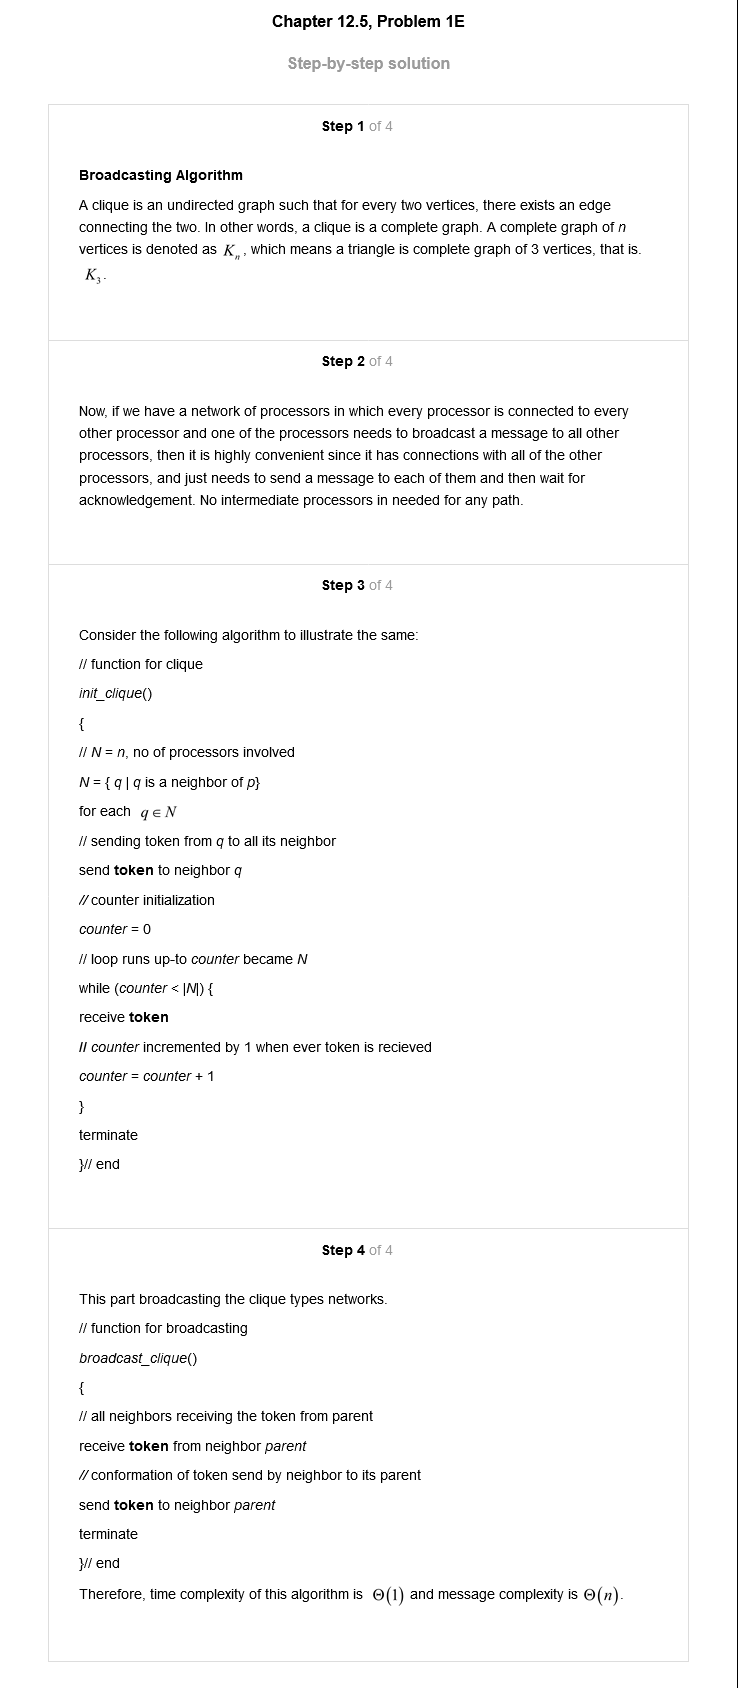 Chapter 12.5, Problem 1E
Step-by-step solution
Step 1 of 4
Broadcasting Algorithm
A clique is an undirected graph such that for every two vertices, there exists an edge
connecting the two. In other words, a clique is a complete graph. A complete graph of n
vertices is denoted as Kₙ, which means a triangle is complete graph of 3 vertices, that is.
K₃.
Step 2 of 4
Now, if we have a network of processors in which every processor is connected to every
other processor and one of the processors needs to broadcast a message to all other
processors, then it is highly convenient since it has connections with all of the other
processors, and just needs to send a message to each of them and then wait for
acknowledgement. No intermediate processors in needed for any path.
Step 3 of 4
Consider the following algorithm to illustrate the same:
// function for clique
init_clique()
{
// N = n, no of processors involved
N = { q | q is a neighbor of p}
for each q ∈ N
// sending token from q to all its neighbor
send token to neighbor q
// counter initialization
counter = 0
// loop runs up-to counter became N
while (counter < |N|) {
receive token
// counter incremented by 1 when ever token is recieved
counter = counter + 1
}
terminate
}// end
Step 4 of 4
This part broadcasting the clique types networks.
// function for broadcasting
broadcast_clique()
{
// all neighbors receiving the token from parent
receive token from neighbor parent
// conformation of token send by neighbor to its parent
send token to neighbor parent
terminate
}// end
Therefore, time complexity of this algorithm is Θ(1) and message complexity is Θ(n).